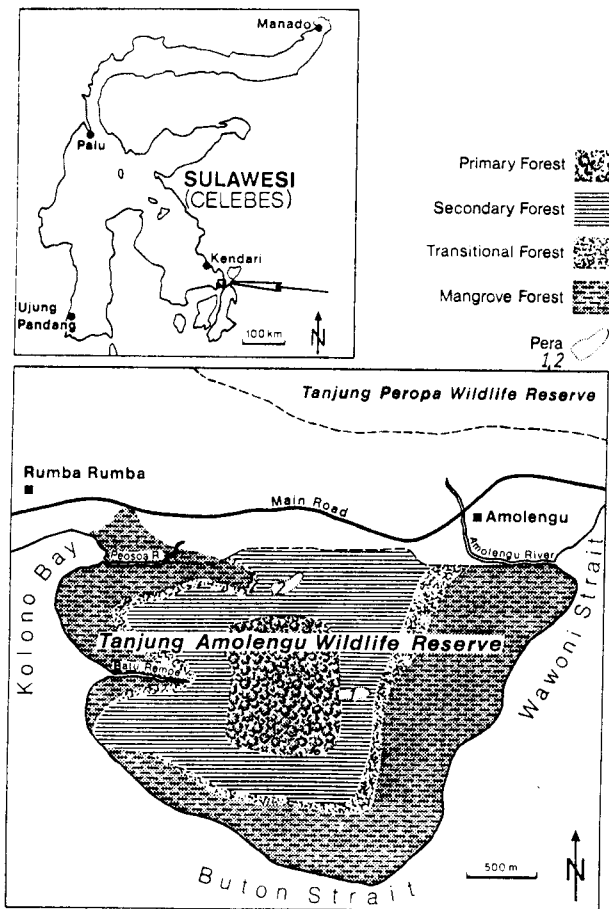 Manado
Palu
SULAWESI
(CELEBES)
Kendari
Ujung
Pandang
100 km
N
Primary Forest
Secondary Forest
Transitional Forest
Mangrove Forest
Pera
1,2
Tanjung Peropa Wildlife Reserve
Rumba Rumba
Main Road
Amolengu
Peosoa R.
Amolengu River
Kolono Bay
Wawoni Strait
Tanjung Amolengu Wildlife Reserve
500 m
N
Buton Strait